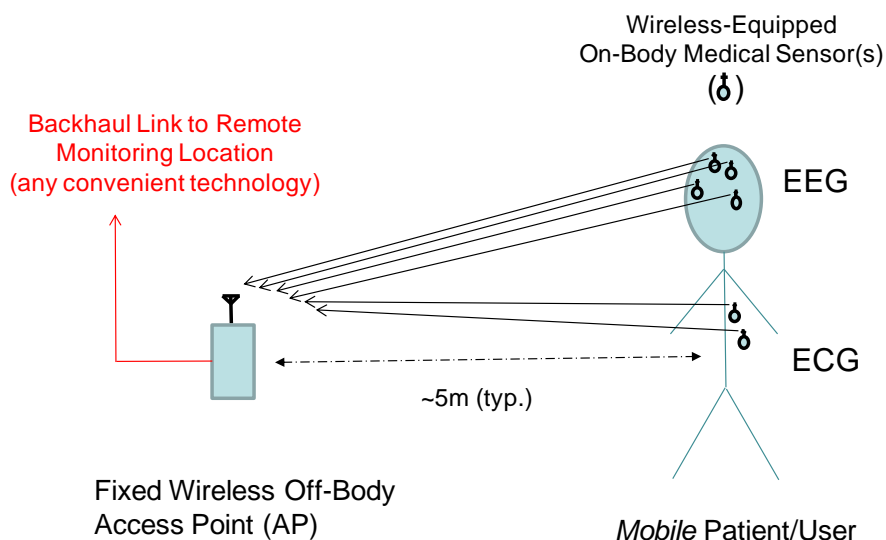 Wireless-Equipped
On-Body Medical Sensor(s)
( )
Backhaul Link to Remote
Monitoring Location
(any convenient technology)
EEG
ECG
~5m (typ.)
Fixed Wireless Off-Body
Access Point (AP)
Mobile Patient/User